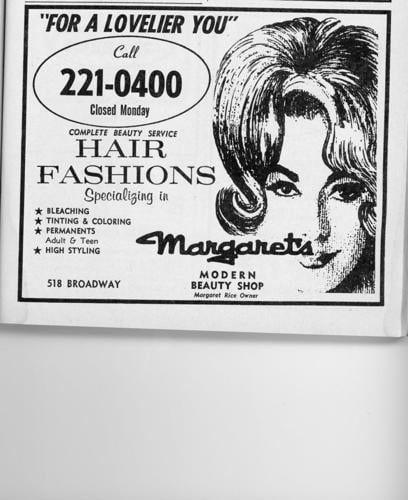 "FOR A LOVELIER YOU"
Call
221-0400
Closed Monday
COMPLETE BEAUTY SERVICE
HAIR
FASHIONS
Specializing in
★ BLEACHING
★ TINTING & COLORING
★ PERMANENTS
Adult & Teen
★ HIGH STYLING
Margaret's
MODERN
BEAUTY SHOP
Margaret Rice Owner
518 BROADWAY